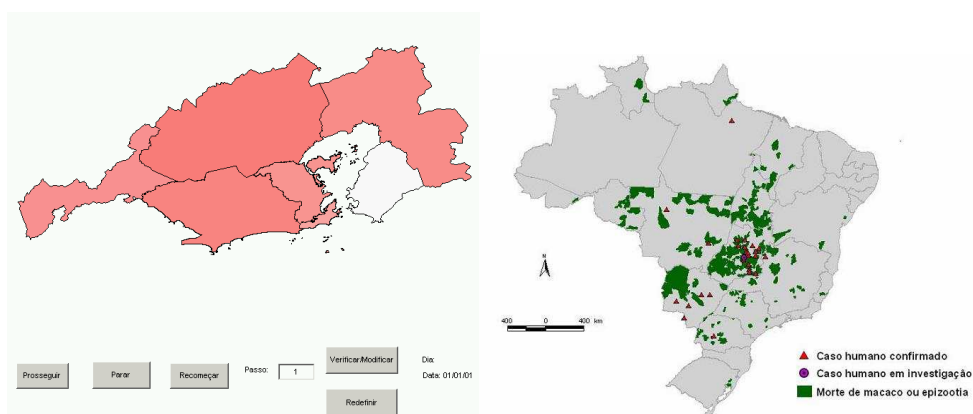 Prosseguir
Parar
Recomeçar
Passo:
1
Verificar/Modificar
Redefinir
Dia:
Data: 01/01/01
N
400 0 400 km
Caso humano confirmado
Caso humano em investigação
Morte de macaco ou epizootia